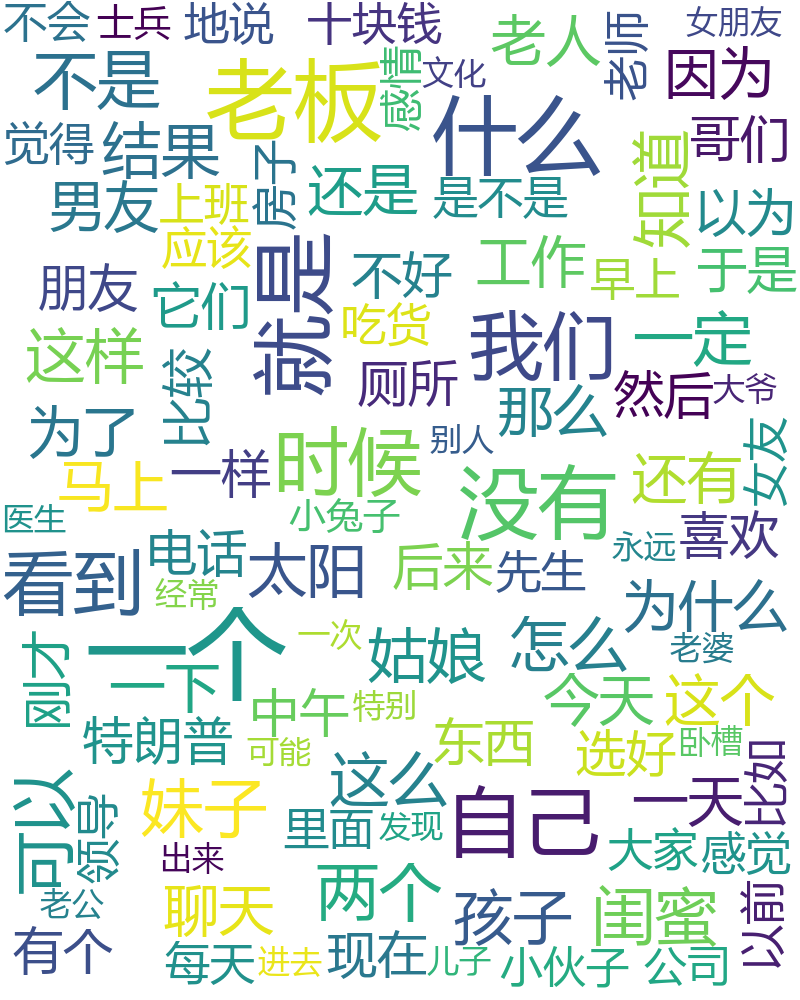 不会
士兵
地说
十块钱
老人
老师
女朋友
不是
老板
感情
文化
因为
觉得
结果
房子
什么
知道
哥们
男友
上班
还是
是不是
以为
应该
就是
不好
工作
早上
于是
朋友
它们
吃货
我们
一定
这样
比较
厕所
那么
然后
大爷
为了
马上
一样
时候
别人
没有
还有
女友
医生
小兔子
喜欢
看到
电话
太阳
后来
先生
永远
经常
为什么
刚才
一个
一次
姑娘
怎么
老婆
一下
中午
特别
今天
这个
特朗普
可能
东西
选好
卧槽
可以
领导
妹子
这么
自己
一天
比如
里面
发现
大家
感觉
出来
老公
聊天
两个
孩子
闺蜜
以前
有个
每天
进去
现在
儿子
小伙子
公司